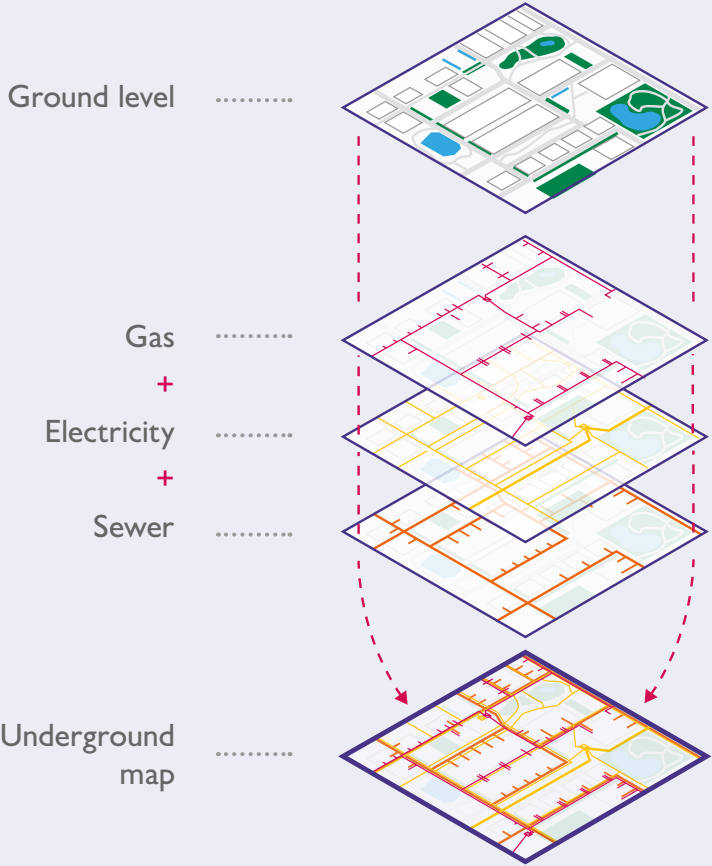 Ground level
Gas
+
Electricity
+
Sewer
Underground
map